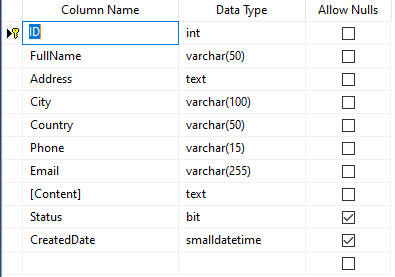 Column Name Data Type Allow Nulls
ID int
FullName varchar(50)
Address text
City varchar(100)
Country varchar(50)
Phone varchar(15)
Email varchar(255)
[Content] text
Status bit
CreatedDate smalldatetime